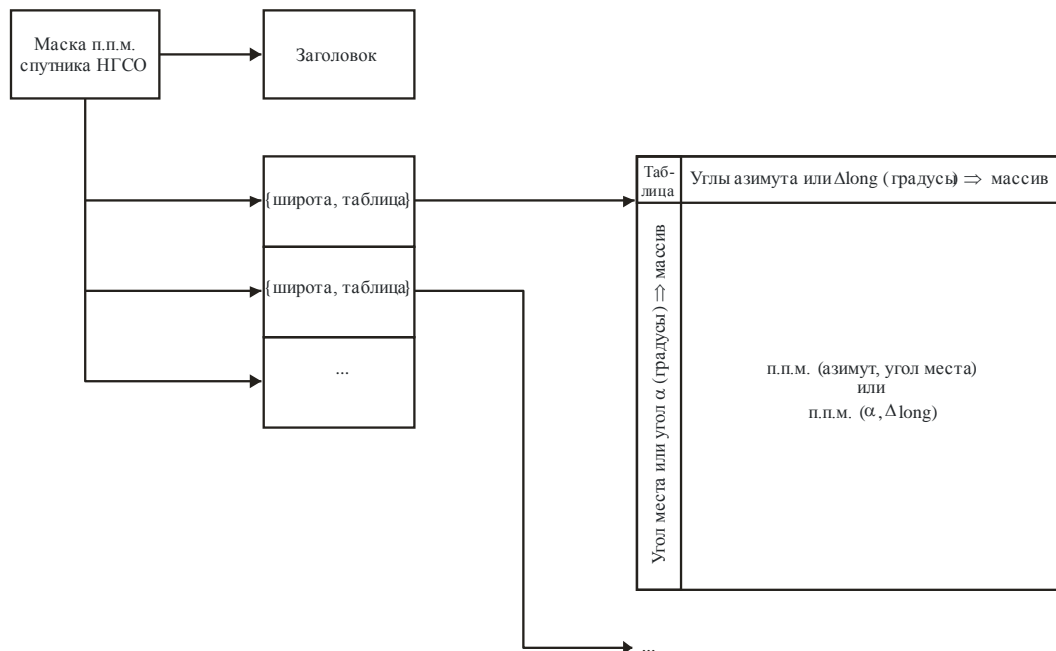 Маска п.п.м.
спутника НГСО
Заголовок
{широта, таблица}
{широта, таблица}
...
Таб-
лица
Углы азимута или Δlong (градусы) ⇒ массив
Угол места или угол α (градусы) ⇒ массив
п.п.м. (азимут, угол места)
или
п.п.м. (α, Δlong)
...